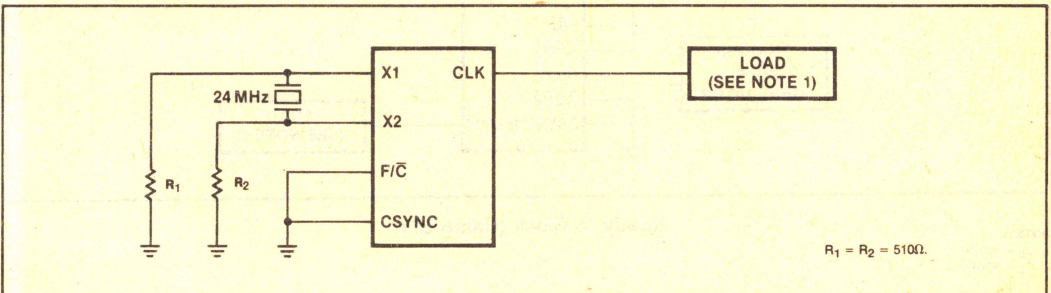 X1
CLK
LOAD
(SEE NOTE 1)
24 MHz
X2
R1
R2
F/C̅
CSYNC
R1 = R2 = 510Ω.